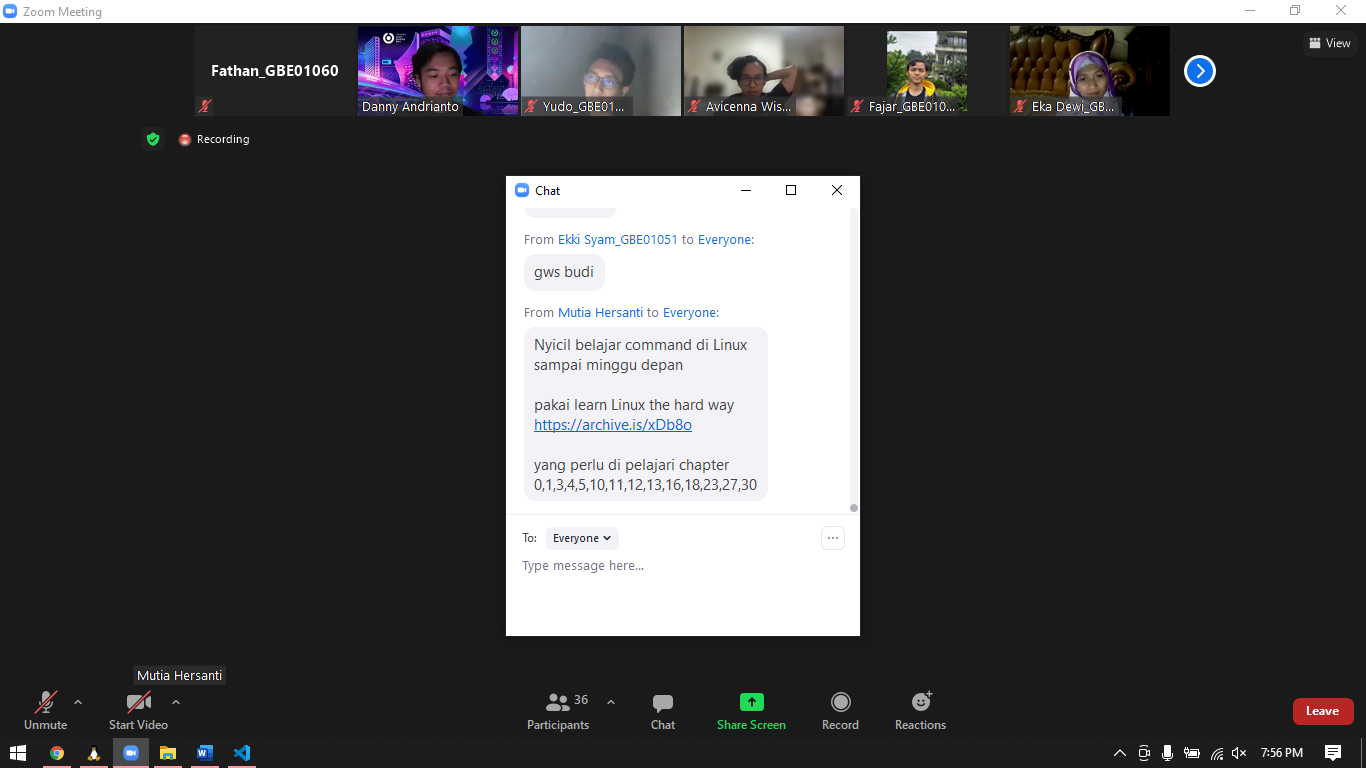 Zoom Meeting
Fathan_GBE01060
Danny Andrianto
Yudo_GBE01...
Avicenna Wis...
Fajar_GBE010...
Eka Dewi_GB...
View
Recording
Chat
From Ekki Syam_GBE01051 to Everyone:
gws budi
From Mutia Hersanti to Everyone:
Nyicil belajar command di Linux
sampai minggu depan
pakai learn Linux the hard way
https://archive.is/xDb8o
yang perlu di pelajari chapter
0,1,3,4,5,10,11,12,13,16,18,23,27,30
To: Everyone
Type message here...
Mutia Hersanti
Unmute
Start Video
36
Participants
Chat
Share Screen
Record
Reactions
Leave
7:56 PM